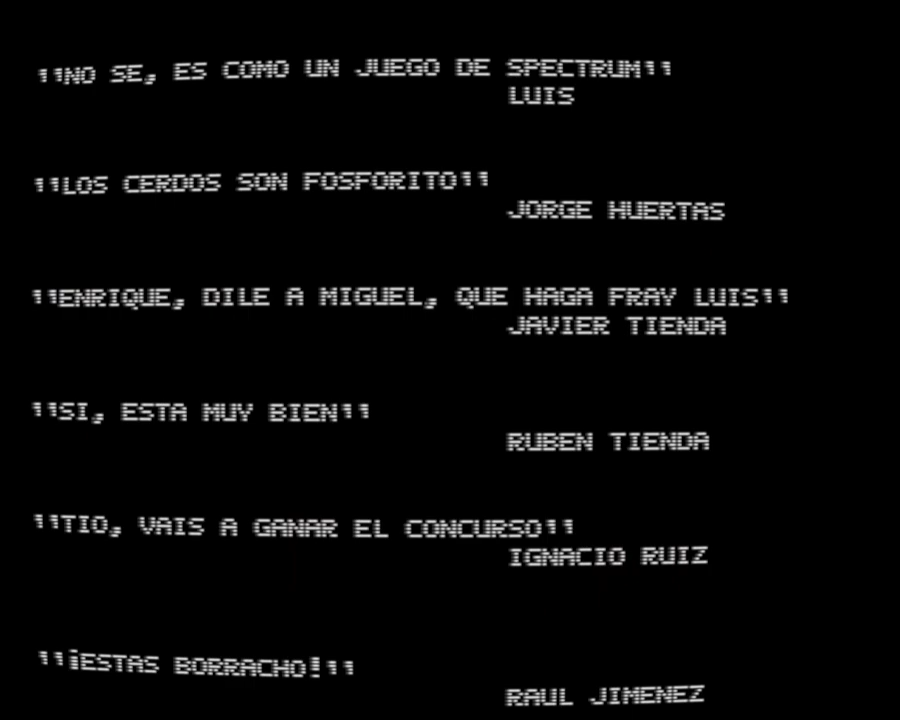 ''NO SE, ES COMO UN JUEGO DE SPECTRUM''
LUIS
''LOS CERDOS SON FOSFORITO''
JORGE HUERTAS
''ENRIQUE, DILE A MIGUEL, QUE HAGA FRAY LUIS''
JAVIER TIENDA
''SI, ESTA MUY BIEN''
RUBEN TIENDA
''TIO, VAIS A GANAR EL CONCURSO''
IGNACIO RUIZ
''¡ESTAS BORRACHO!''
RAUL JIMENEZ